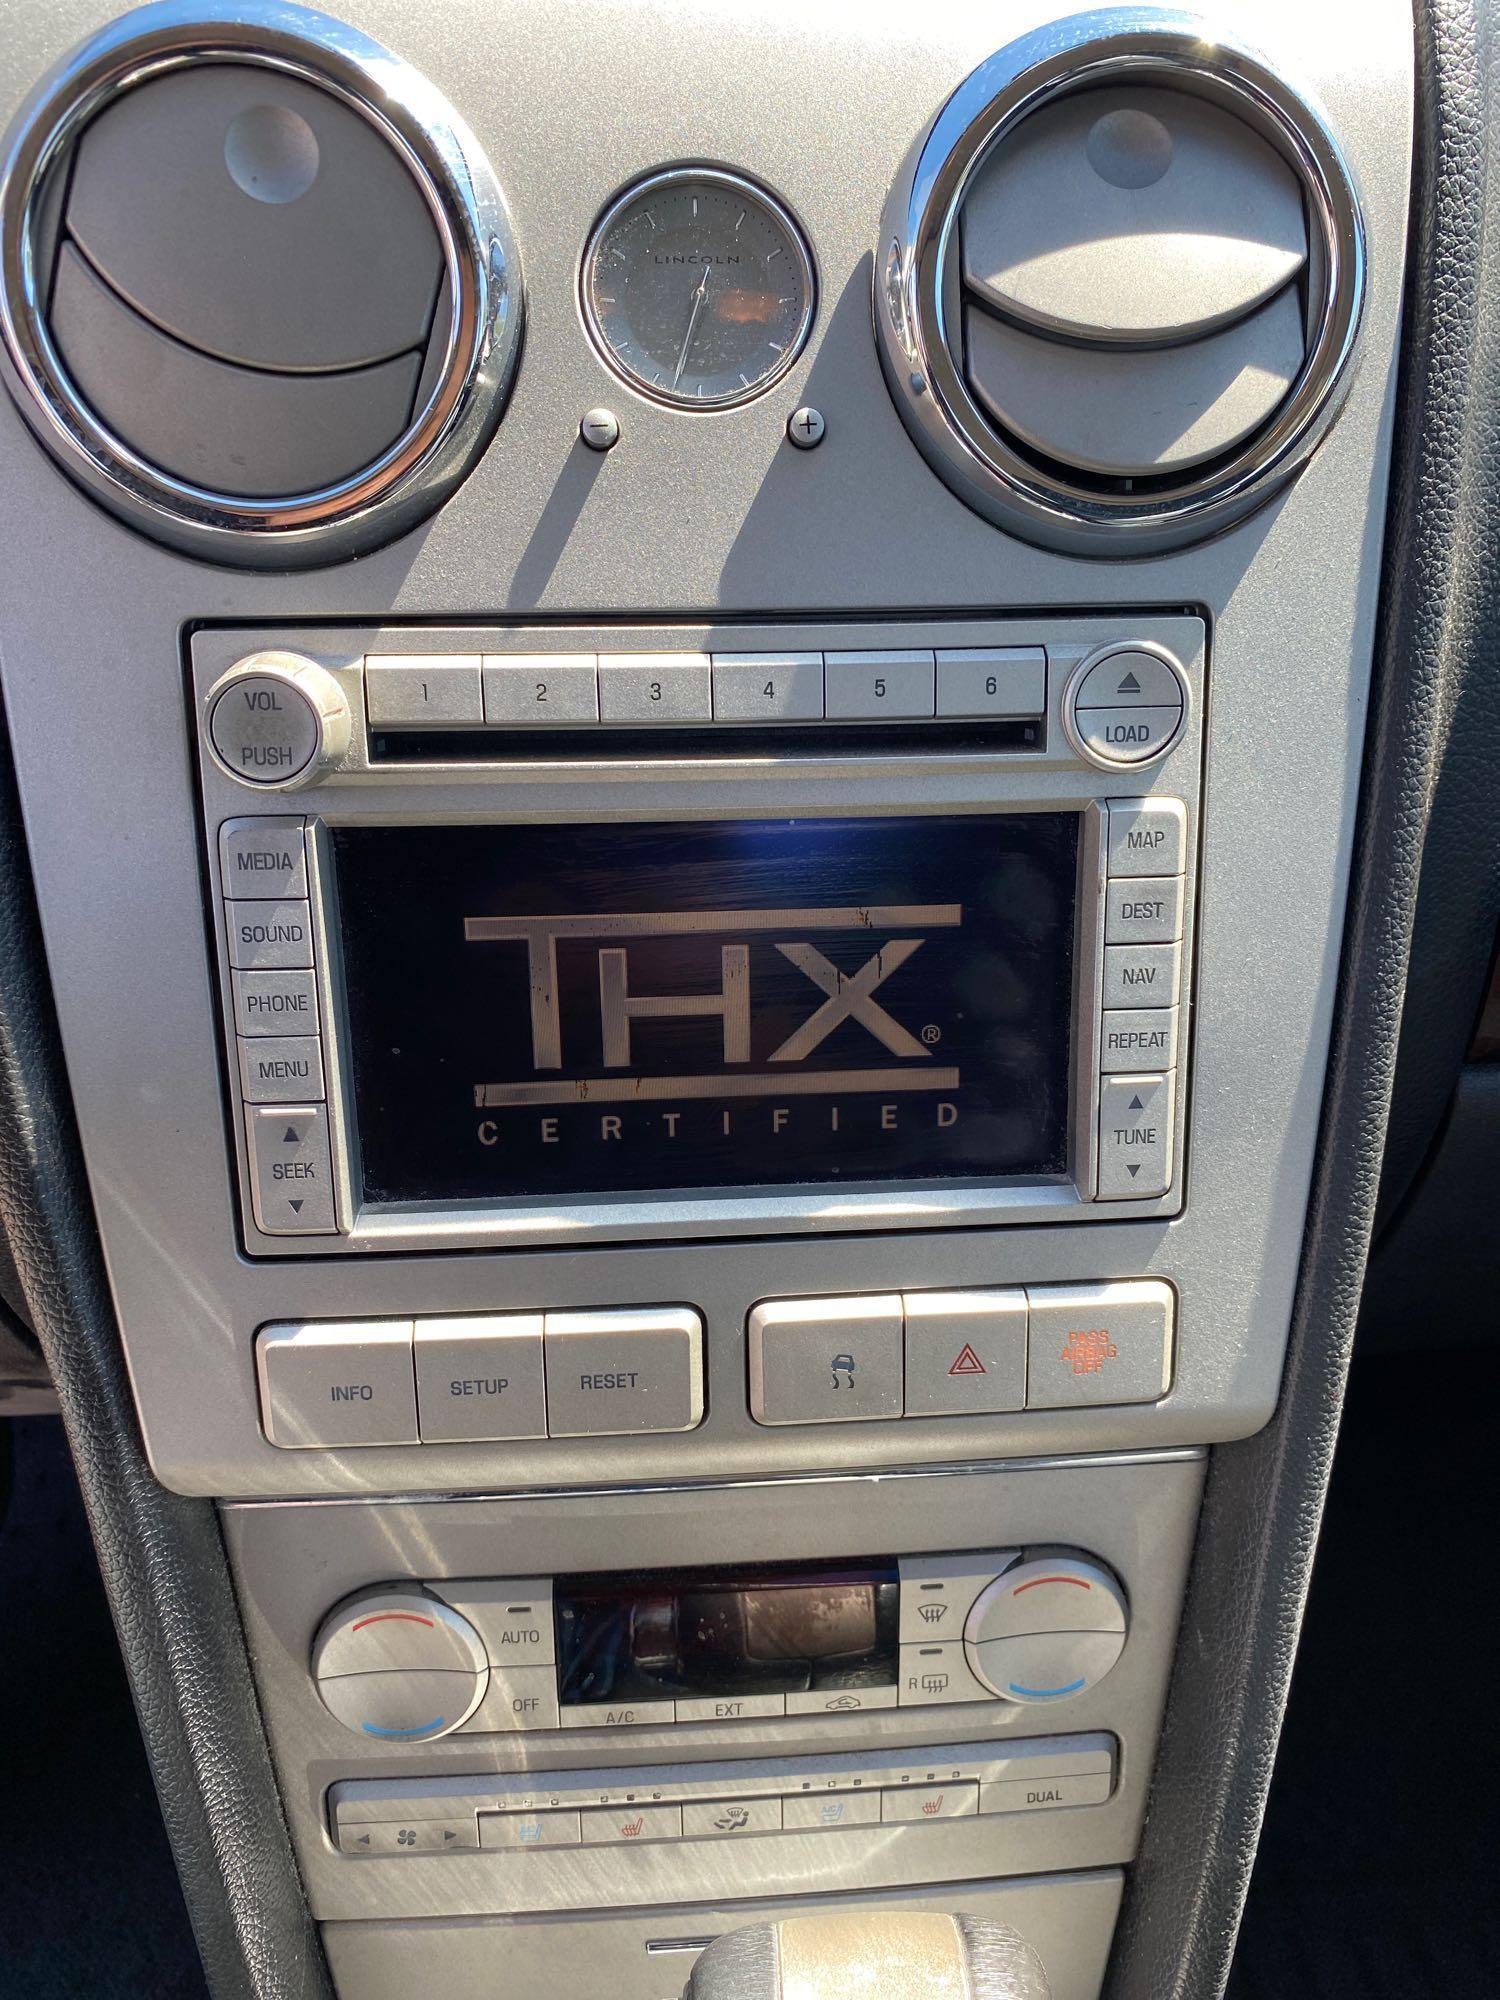 LINCOLN
− +
VOL
PUSH
1 2 3 4 5 6
LOAD
MEDIA
SOUND
PHONE
MENU
SEEK
THX®
CERTIFIED
MAP
DEST
NAV
REPEAT
TUNE
INFO SETUP RESET
PASS
AIRBAG
OFF
AUTO
OFF
A/C EXT
R
A/C A/C
DUAL